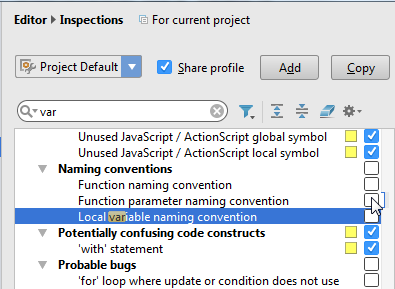 Editor › Inspections For current project
Project Default Share profile Add Copy
var
Unused JavaScript / ActionScript global symbol
Unused JavaScript / ActionScript local symbol
Naming conventions
Function naming convention
Function parameter naming convention
Local variable naming convention
Potentially confusing code constructs
'with' statement
Probable bugs
'for' loop where update or condition does not use